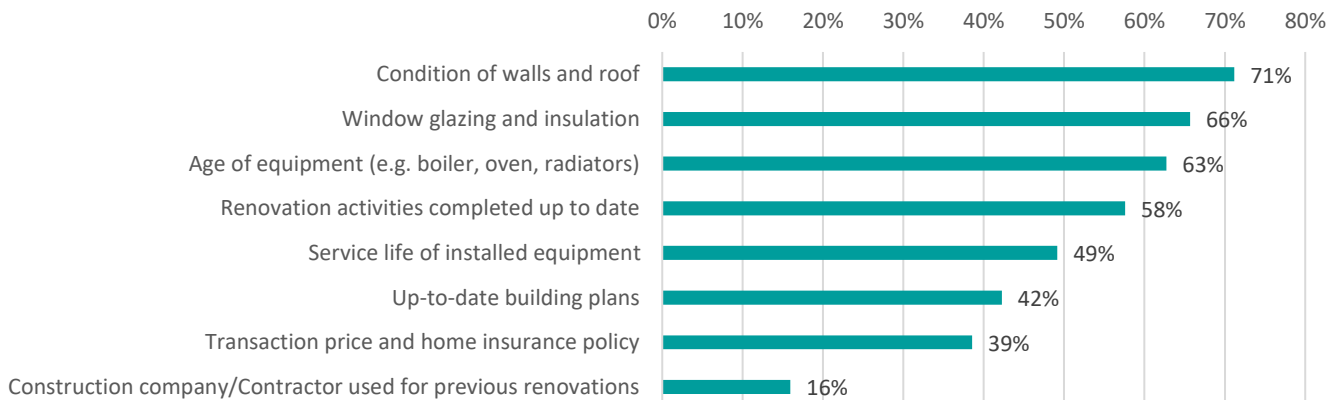 0% 10% 20% 30% 40% 50% 60% 70% 80%
Condition of walls and roof 71%
Window glazing and insulation 66%
Age of equipment (e.g. boiler, oven, radiators) 63%
Renovation activities completed up to date 58%
Service life of installed equipment 49%
Up-to-date building plans 42%
Transaction price and home insurance policy 39%
Construction company/Contractor used for previous renovations 16%